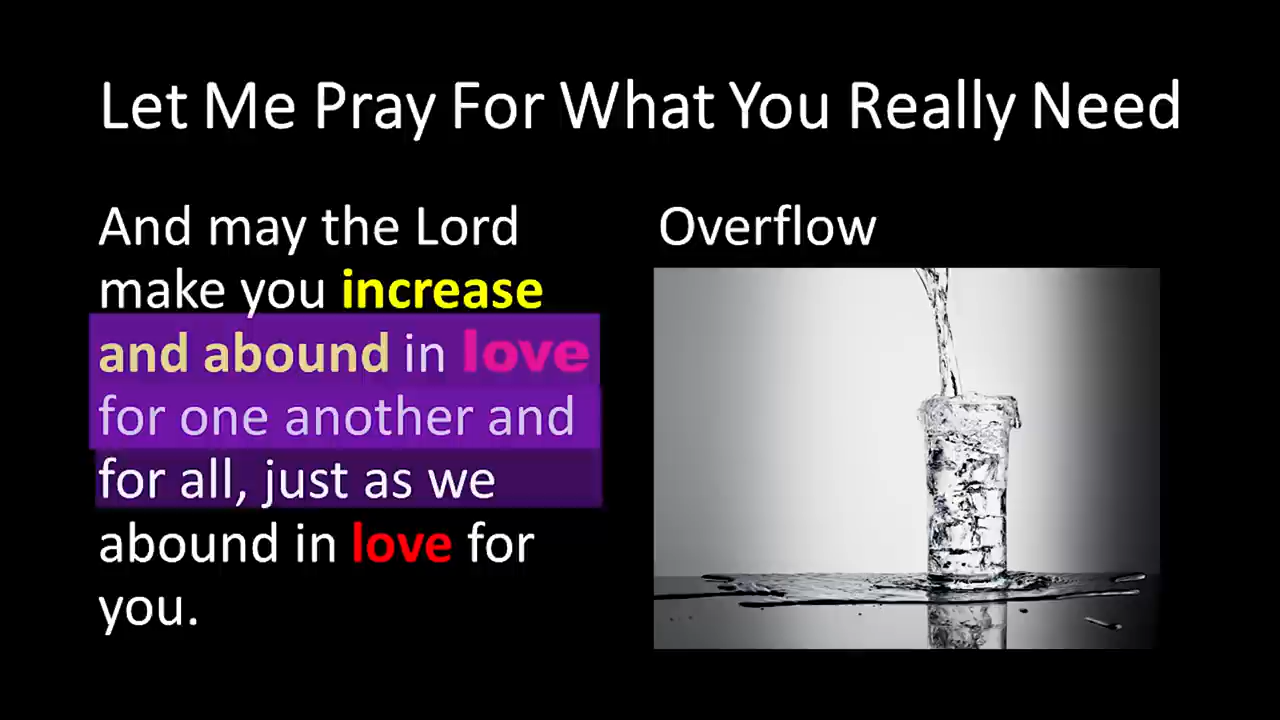 Let Me Pray For What You Really Need
And may the Lord
make you increase
and abound in love
for one another and
for all, just as we
abound in love for
you.
Overflow